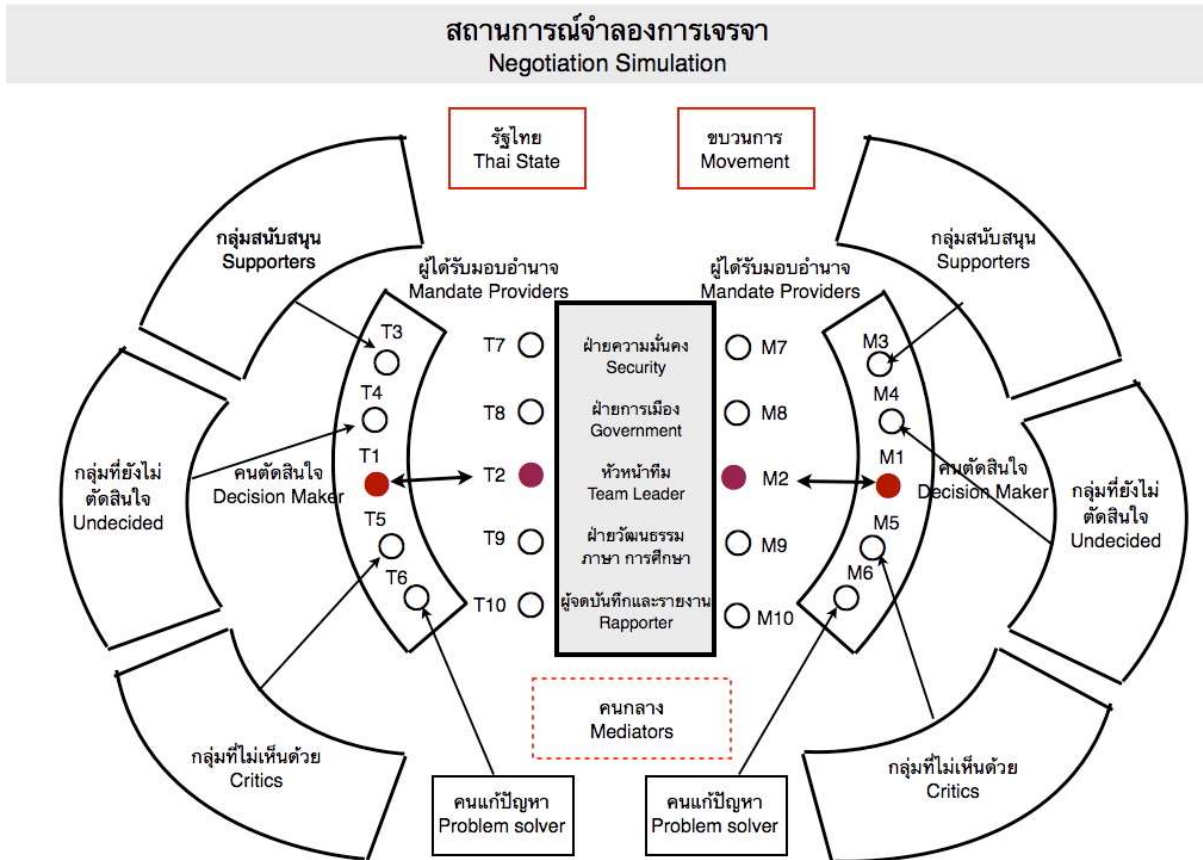 สถานการณ์จำลองการเจรจา
Negotiation Simulation
รัฐไทย
Thai State
ขบวนการ
Movement
กลุ่มสนับสนุน
Supporters
กลุ่มสนับสนุน
Supporters
ผู้ได้รับมอบอำนาจ
Mandate Providers
ผู้ได้รับมอบอำนาจ
Mandate Providers
T3
T7
ฝ่ายความมั่นคง
Security
M7
M3
T4
T8
ฝ่ายการเมือง
Government
M8
M4
กลุ่มที่ยังไม่
ตัดสินใจ
Undecided
คนตัดสินใจ
Decision Maker
T1
T2
หัวหน้าทีม
Team Leader
M2
M1
คนตัดสินใจ
Decision Maker
กลุ่มที่ยังไม่
ตัดสินใจ
Undecided
T5
T9
ฝ่ายวัฒนธรรม
ภาษา การศึกษา
M9
M5
T6
T10
ผู้จดบันทึกและรายงาน
Rapporter
M10
M6
คนกลาง
Mediators
กลุ่มที่ไม่เห็นด้วย
Critics
กลุ่มที่ไม่เห็นด้วย
Critics
คนแก้ปัญหา
Problem solver
คนแก้ปัญหา
Problem solver